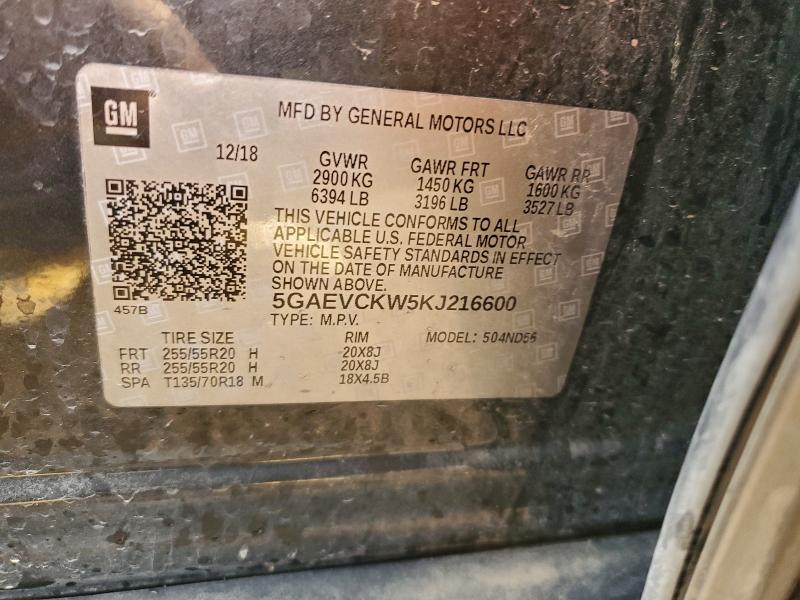 GM
MFD BY GENERAL MOTORS LLC
12/18
GVWR GAWR FRT GAWR RR
2900 KG 1450 KG 1600 KG
6394 LB 3196 LB 3527 LB
THIS VEHICLE CONFORMS TO ALL
APPLICABLE U.S. FEDERAL MOTOR
VEHICLE SAFETY STANDARDS IN EFFECT
ON THE DATE OF MANUFACTURE
SHOWN ABOVE.
457B
5GAEVCKW5KJ216600
TYPE: M.P.V.
TIRE SIZE RIM MODEL: 504ND56
FRT 255/55R20 H 20X8J
RR 255/55R20 H 20X8J
SPA T135/70R18 M 18X4.5B